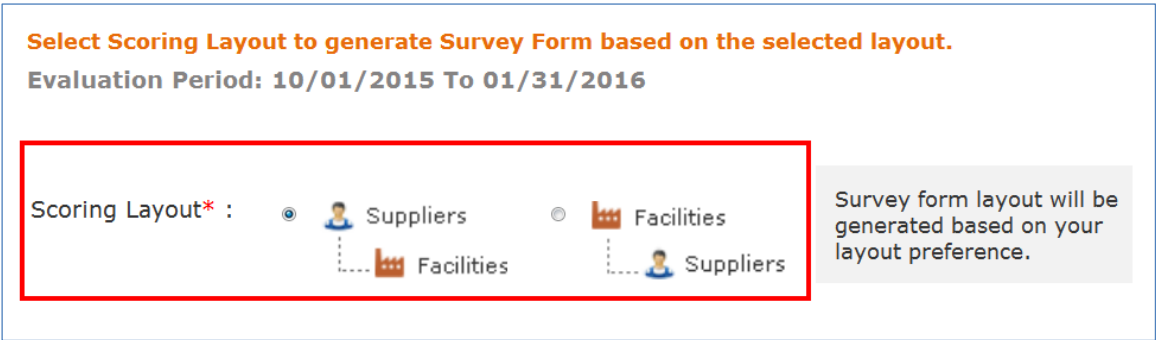 Select Scoring Layout to generate Survey Form based on the selected layout.
Evaluation Period: 10/01/2015 To 01/31/2016
Scoring Layout* :
Suppliers
Facilities
Facilities
Suppliers
Survey form layout will be
generated based on your
layout preference.